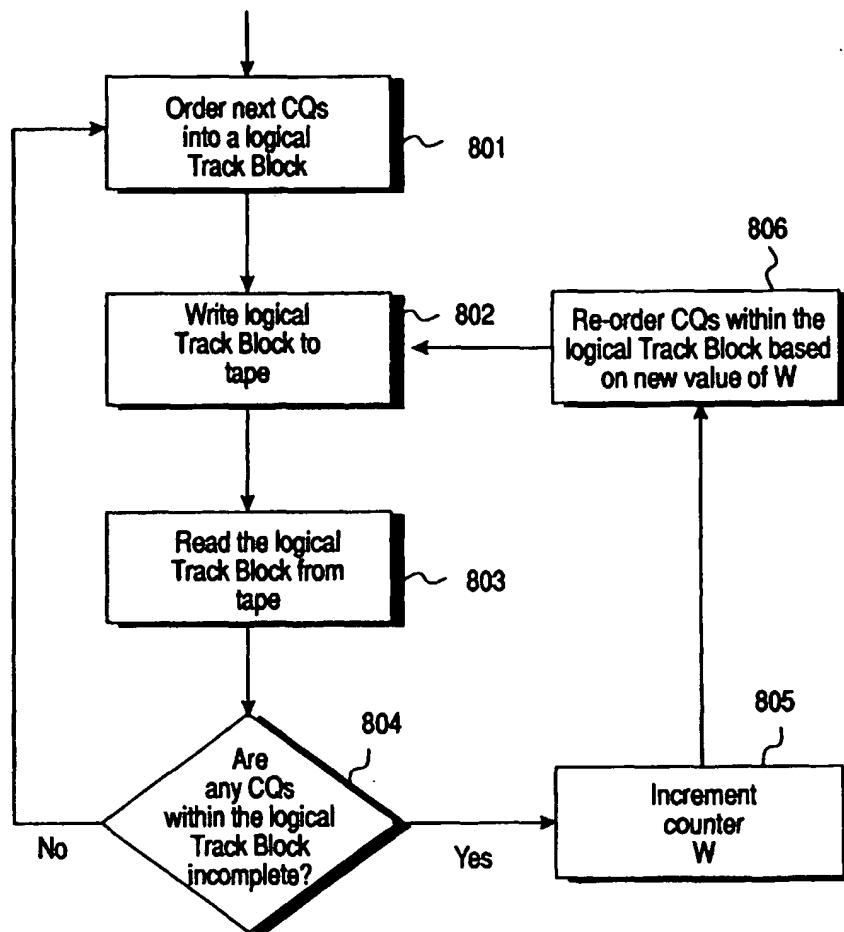 Order next CQs
into a logical
Track Block
801
806
Write logical
Track Block to
tape
802
Re-order CQs within the
logical Track Block based
on new value of W
Read the logical
Track Block from
tape
803
804
805
Are
any CQs
within the logical
Track Block
incomplete?
No
Yes
Increment
counter
W